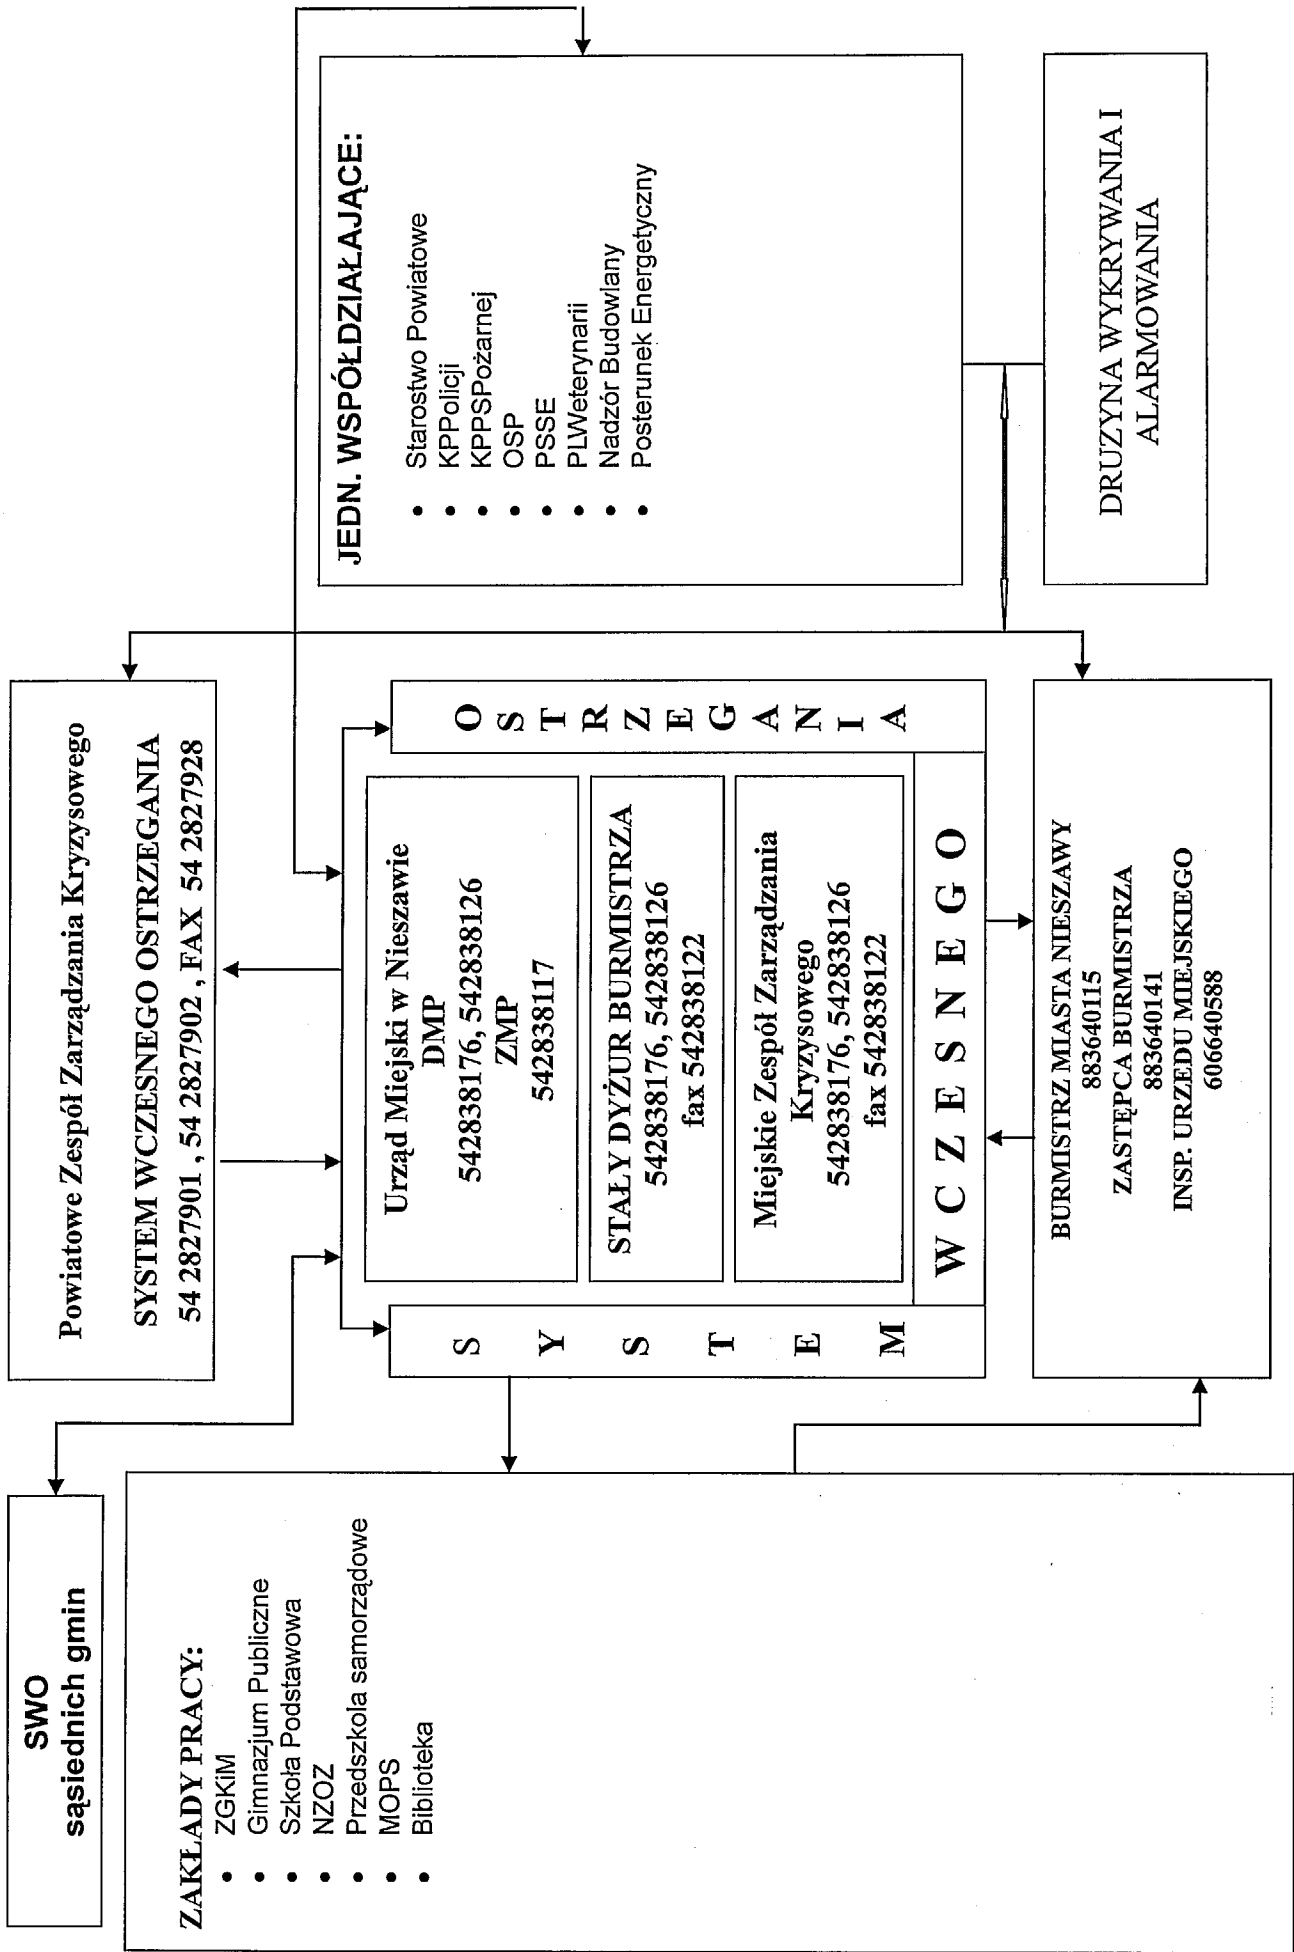 SWO
sąsiednich gmin
Powiatowe Zespół Zarządzania Kryzysowego
SYSTEM WCZESNEGO OSTRZEGANIA
54 2827901 , 54 2827902 , FAX 54 2827928
ZAKŁADY PRACY:
• ZGKiM
• Gimnazjum Publiczne
• Szkoła Podstawowa
• NZOZ
• Przedszkola samorządowe
• MOPS
• Biblioteka
S Y S T E M
Urząd Miejski w Nieszawie
DMP
542838176, 542838126
ZMP
542838117
STAŁY DYŻUR BURMISTRZA
542838176, 542838126
fax 542838122
Miejskie Zespół Zarządzania
Kryzysowego
542838176, 542838126
fax 542838122
W C Z E S N E G O
O S T R Z E G A N I A
BURMISTRZ MIASTA NIESZAWY
883640115
ZASTĘPCA BURMISTRZA
883640141
INSP. URZEDU MIEJSKIEGO
606640588
JEDN. WSPÓŁDZIAŁAJĄCE:
• Starostwo Powiatowe
• KPPolicji
• KPPSPożarnej
• OSP
• PSSE
• PLWeterynarii
• Nadzór Budowlany
• Posterunek Energetyczny
DRUZYNA WYKRYWANIA I
ALARMOWANIA